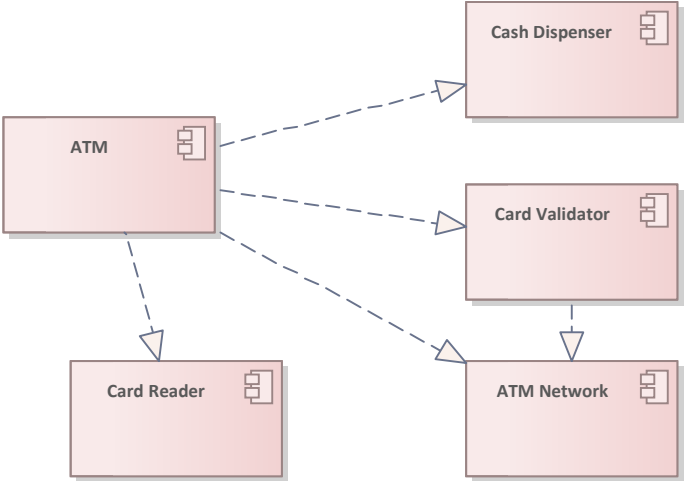 Cash Dispenser
ATM
Card Validator
Card Reader
ATM Network